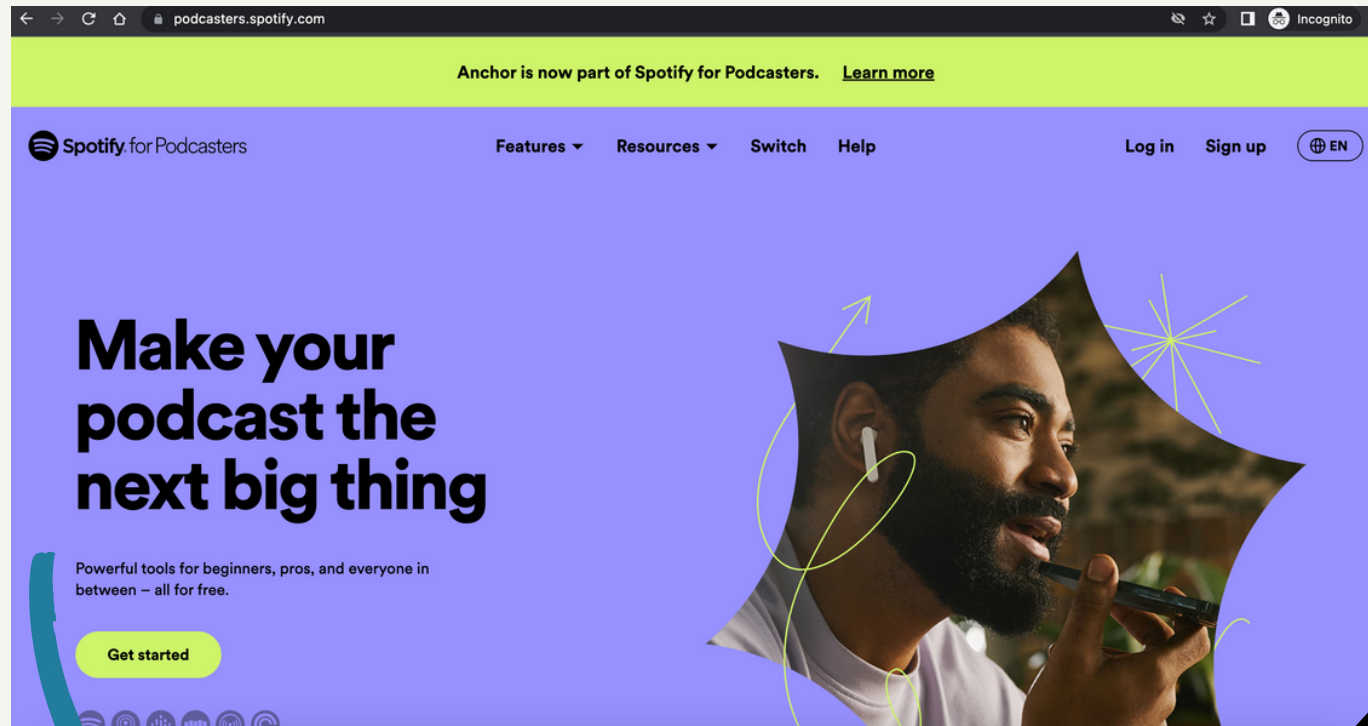 podcasters.spotify.com
Incognito
Anchor is now part of Spotify for Podcasters. Learn more
Spotify for Podcasters
Features
Resources
Switch
Help
Log in
Sign up
EN
Make your
podcast the
next big thing
Powerful tools for beginners, pros, and everyone in
between – all for free.
Get started